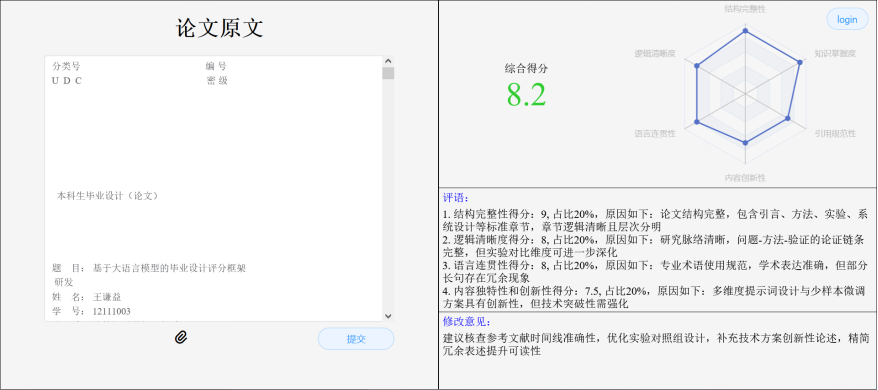 论文原文
分类号 编 号
U D C 密 级
本科生毕业设计（论文）
题 目： 基于大语言模型的毕业设计评分框架
研发
姓 名： 王谦益
学 号： 12111003
提交
login
综合得分
8.2
结构完整性
知识掌握度
引用规范性
内容创新性
语言连贯性
逻辑清晰度
评语：
1. 结构完整性得分：9, 占比20%，原因如下：论文结构完整，包含引言、方法、实验、系
统设计等标准章节，章节逻辑清晰且层次分明
2. 逻辑清晰度得分：8, 占比20%，原因如下：研究脉络清晰，问题-方法-验证的论证链条
完整，但实验对比维度可进一步深化
3. 语言连贯性得分：8, 占比20%，原因如下：专业术语使用规范，学术表达准确，但部分
长句存在冗余现象
4. 内容独特性和创新性得分：7.5, 占比20%，原因如下：多维度提示词设计与少样本微调
方案具有创新性，但技术突破性需强化
修改意见：
建议核查参考文献时间线准确性，优化实验对照组设计，补充技术方案创新性论述，精简
冗余表述提升可读性